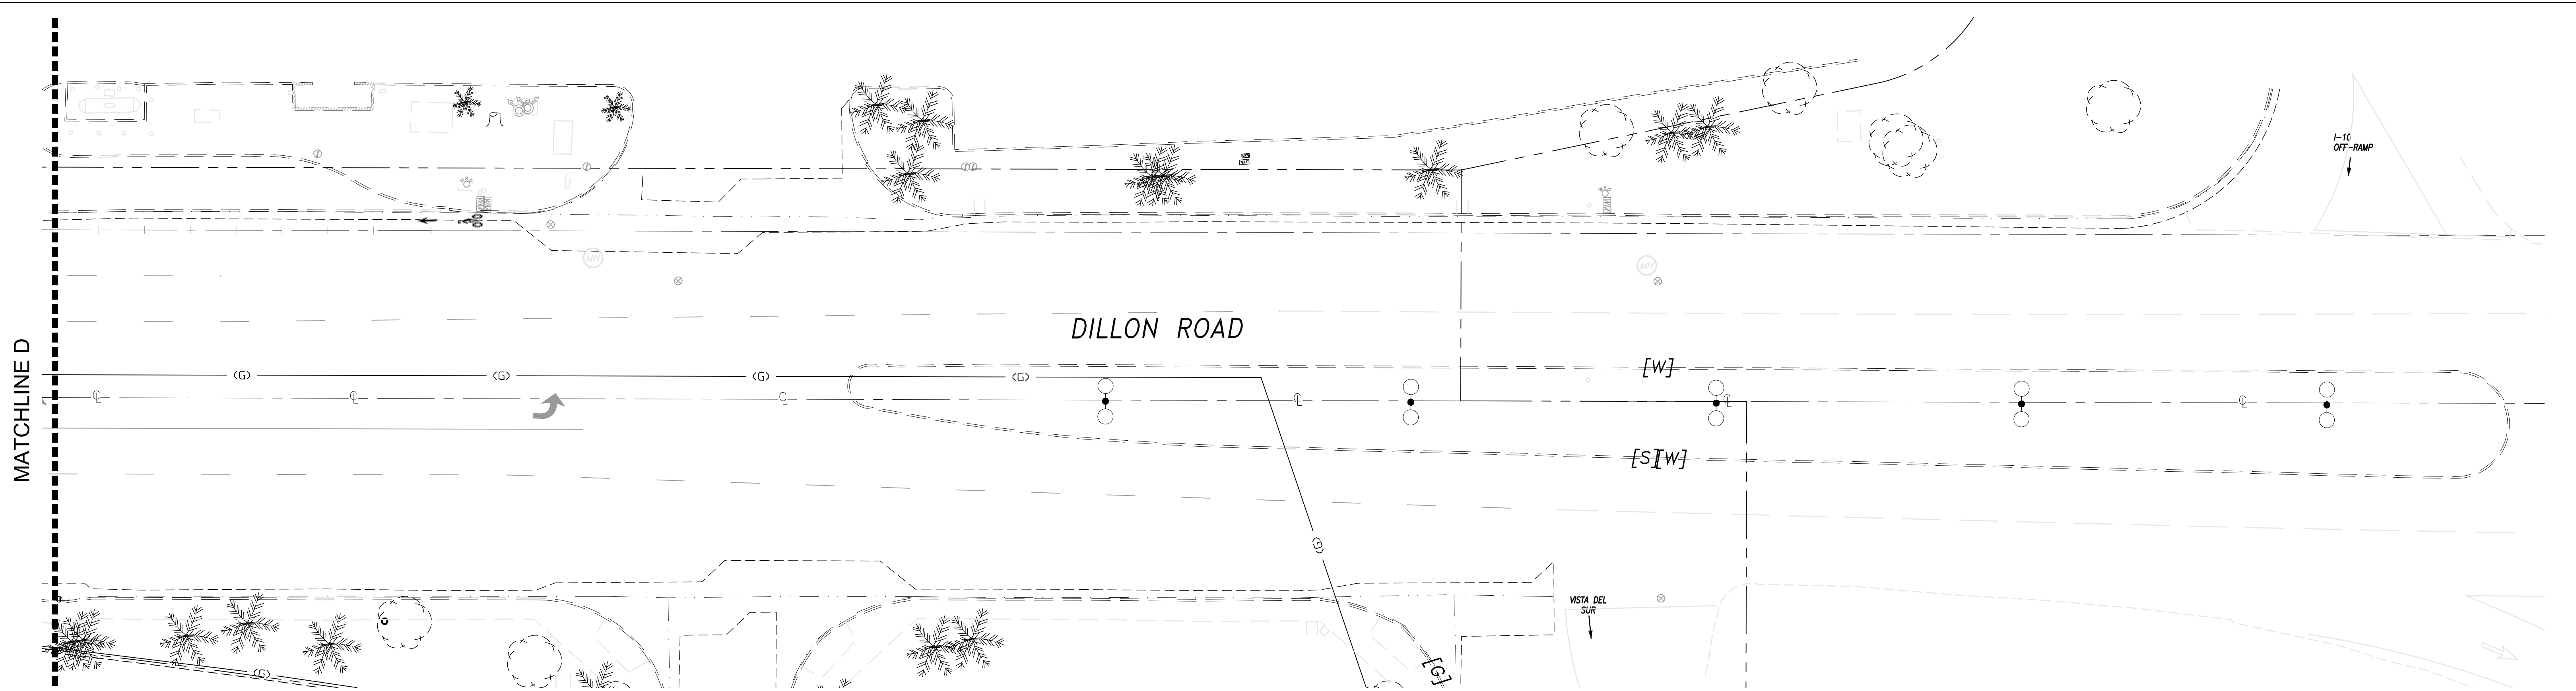 I-10
OFF-RAMP
MH
MH
DILLON ROAD
MATCHLINE D
[W]
(G)
(G)
(G)
(G)
℄
℄
℄
℄
℄
℄
[S][W]
(G)
VISTA DEL
SUR
(G)
[G]